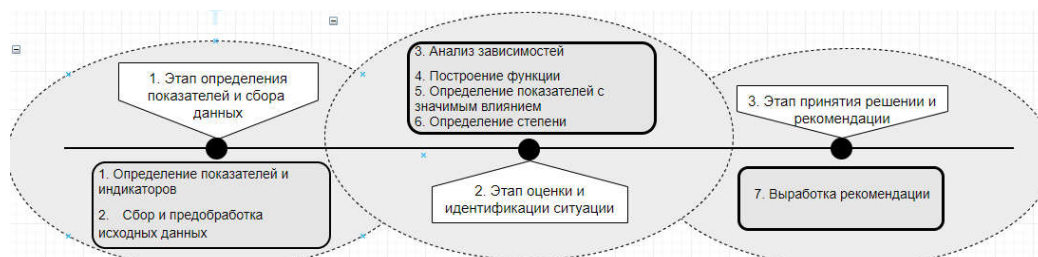 1. Этап определения
показателей и сбора
данных
1. Определение показателей и
индикаторов
2. Сбор и предобработка
исходных данных
3. Анализ зависимостей
4. Построение функции
5. Определение показателей с
значимым влиянием
6. Определение степени
2. Этап оценки и
идентификации ситуации
3. Этап принятия решении и
рекомендации
7. Выработка рекомендации